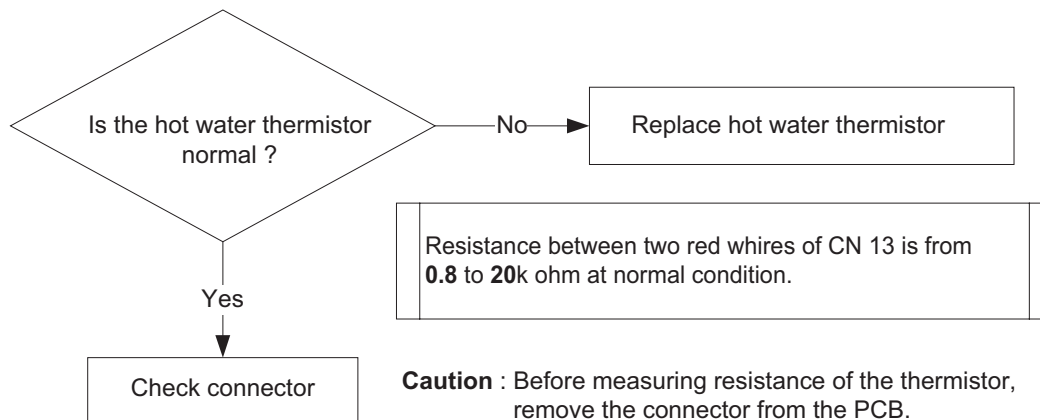 Is the hot water thermistor
normal ?
No
Replace hot water thermistor
Resistance between two red whires of CN 13 is from
0.8 to 20k ohm at normal condition.
Yes
Check connector
Caution : Before measuring resistance of the thermistor,
remove the connector from the PCB.